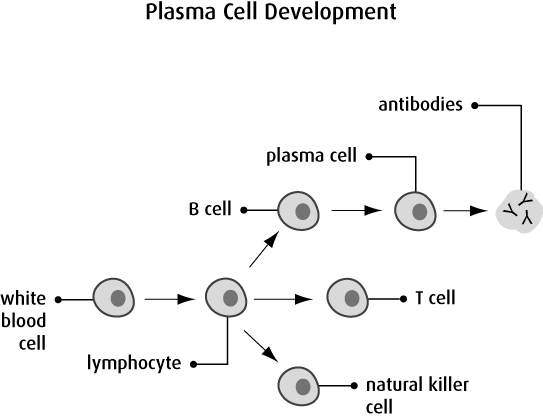 Plasma Cell Development
antibodies
plasma cell
B cell
white
blood
cell
T cell
lymphocyte
natural killer
cell